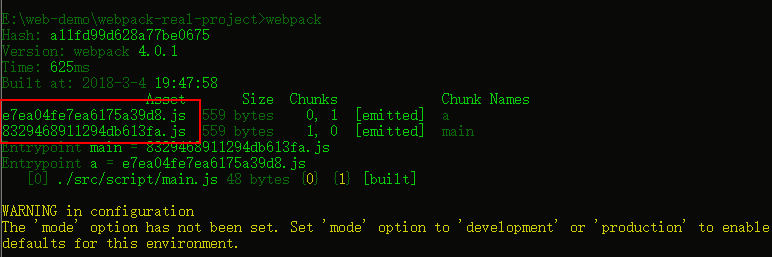 E:\web-demo\webpack-real-project>webpack
Hash: a11fd99d628a77be0675
Version: webpack 4.0.1
Time: 625ms
Built at: 2018-3-4 19:47:58
Asset Size Chunks Chunk Names
e7ea04fe7ea6175a39d8.js 559 bytes 0, 1 [emitted] a
8329468911294db613fa.js 559 bytes 1, 0 [emitted] main
Entrypoint main = 8329468911294db613fa.js
Entrypoint a = e7ea04fe7ea6175a39d8.js
[0] ./src/script/main.js 48 bytes {0} {1} [built]
WARNING in configuration
The 'mode' option has not been set. Set 'mode' option to 'development' or 'production' to enable
defaults for this environment.